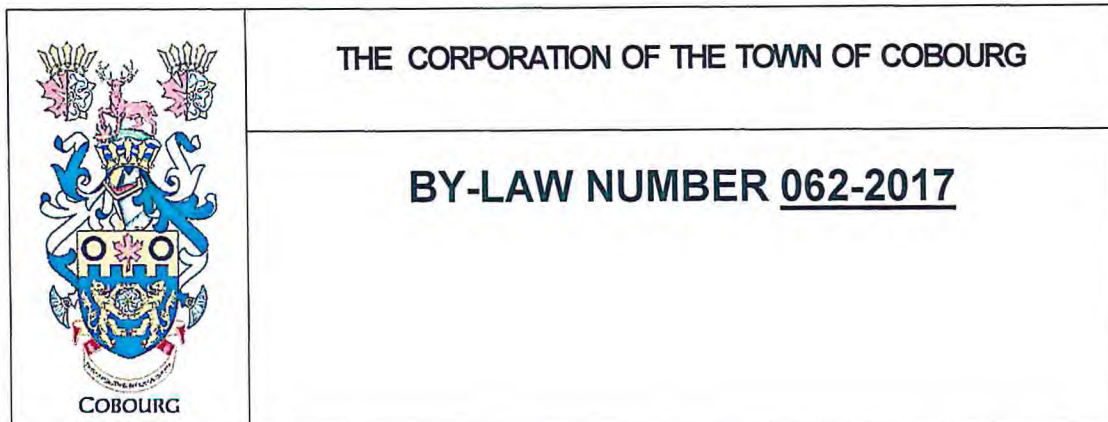 THE CORPORATION OF THE TOWN OF COBOURG
BY-LAW NUMBER 062-2017
COBOURG